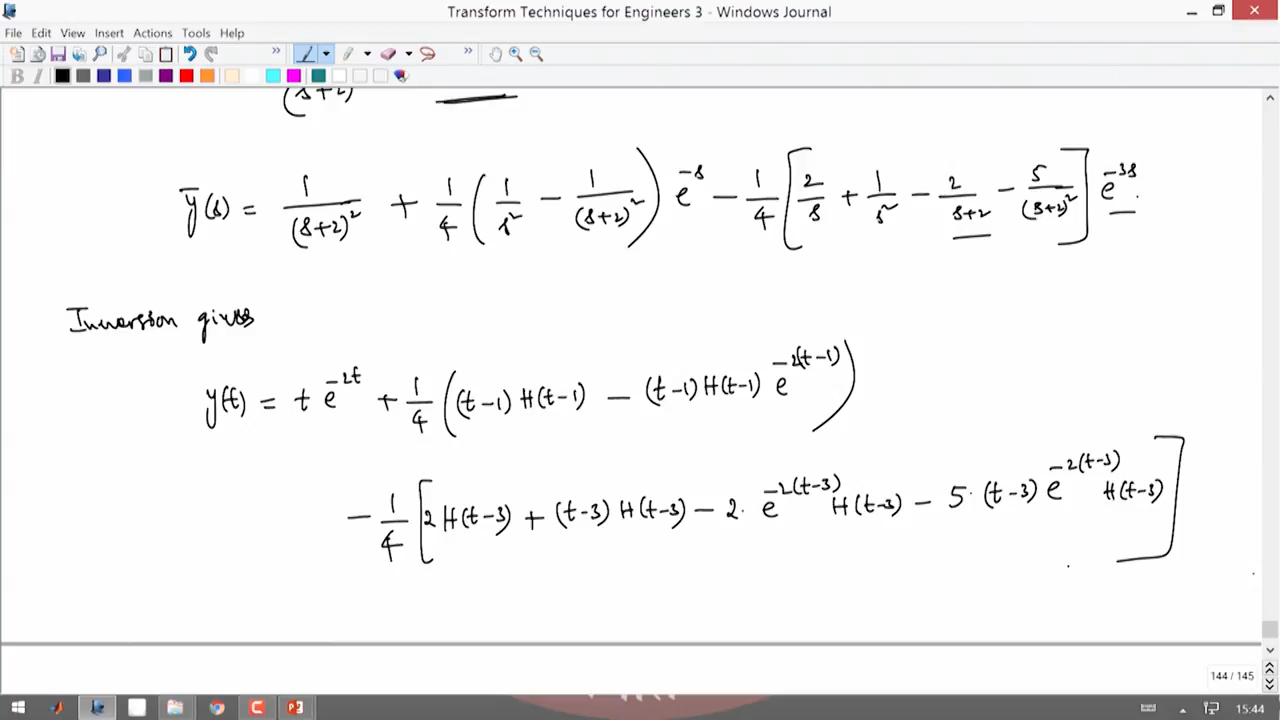 Transform Techniques for Engineers 3 - Windows Journal
File Edit View Insert Actions Tools Help
B I
(s+2)
ȳ(s) = 1/(s+2)² + 1/4 ( 1/s² − 1/(s+2)² ) e^{−s} − 1/4 [ 2/s + 1/s² − 2/(s+2) − 5/(s+2)² ] e^{−3s}.
Inversion gives
y(t) = t e^{−2t} + 1/4 ( (t−1) H(t−1) − (t−1) H(t−1) e^{−2(t−1)} )
− 1/4 [ 2 H(t−3) + (t−3) H(t−3) − 2· e^{−2(t−3)} H(t−3) − 5· (t−3) e^{−2(t−3)} H(t−3) ]
144 / 145
15:44